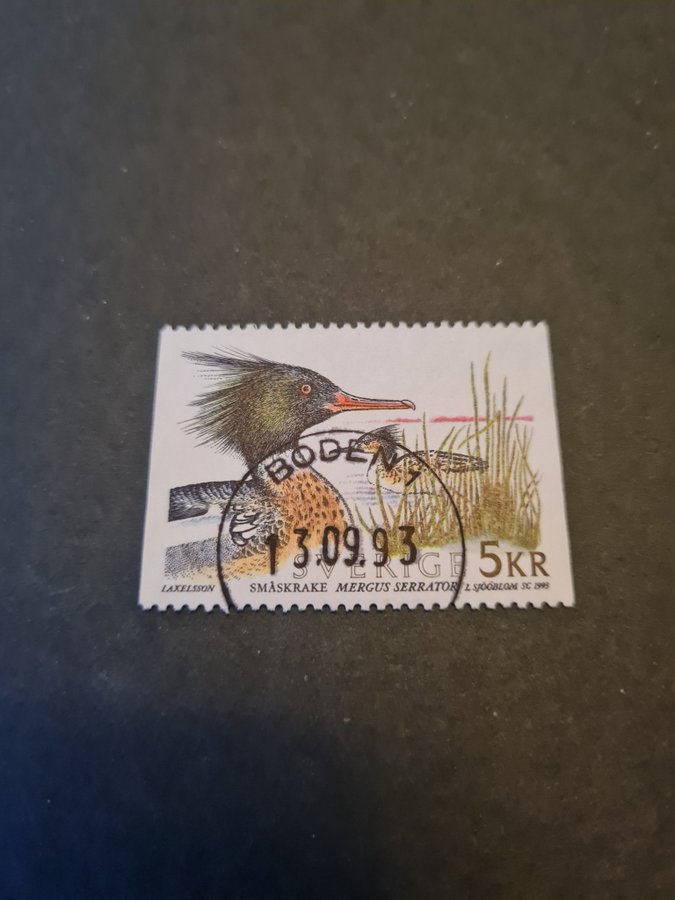 BODEN 1
13.09.93
SVERIGE 5KR
I. AXELSSON SMÅSKRAKE MERGUS SERRATOR L SJÖÖBLOM SC 1993